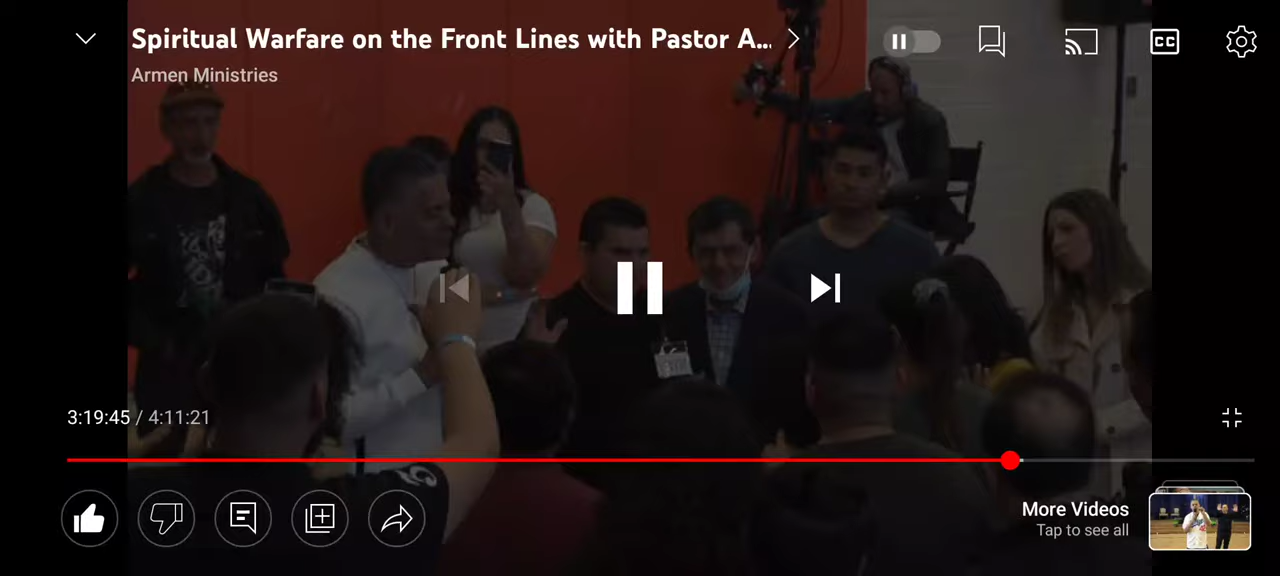 Spiritual Warfare on the Front Lines with Pastor A...
Armen Ministries
CC
3:19:45 / 4:11:21
More Videos
Tap to see all